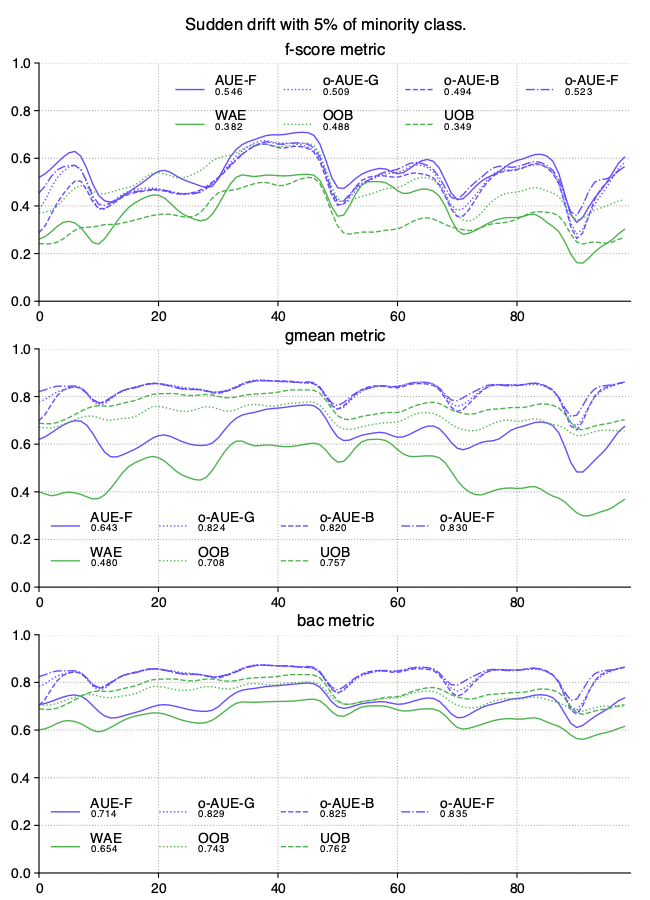 Sudden drift with 5% of minority class.
f-score metric
1.0
AUE-F o-AUE-G o-AUE-B o-AUE-F
0.546 0.509 0.494 0.523
0.8
WAE OOB UOB
0.382 0.488 0.349
0.6
0.4
0.2
0.0
0 20 40 60 80
gmean metric
1.0
0.8
0.6
0.4
AUE-F o-AUE-G o-AUE-B o-AUE-F
0.643 0.824 0.820 0.830
0.2
WAE OOB UOB
0.480 0.708 0.757
0.0
0 20 40 60 80
bac metric
1.0
0.8
0.6
0.4
AUE-F o-AUE-G o-AUE-B o-AUE-F
0.714 0.829 0.825 0.835
0.2
WAE OOB UOB
0.654 0.743 0.762
0.0
0 20 40 60 80